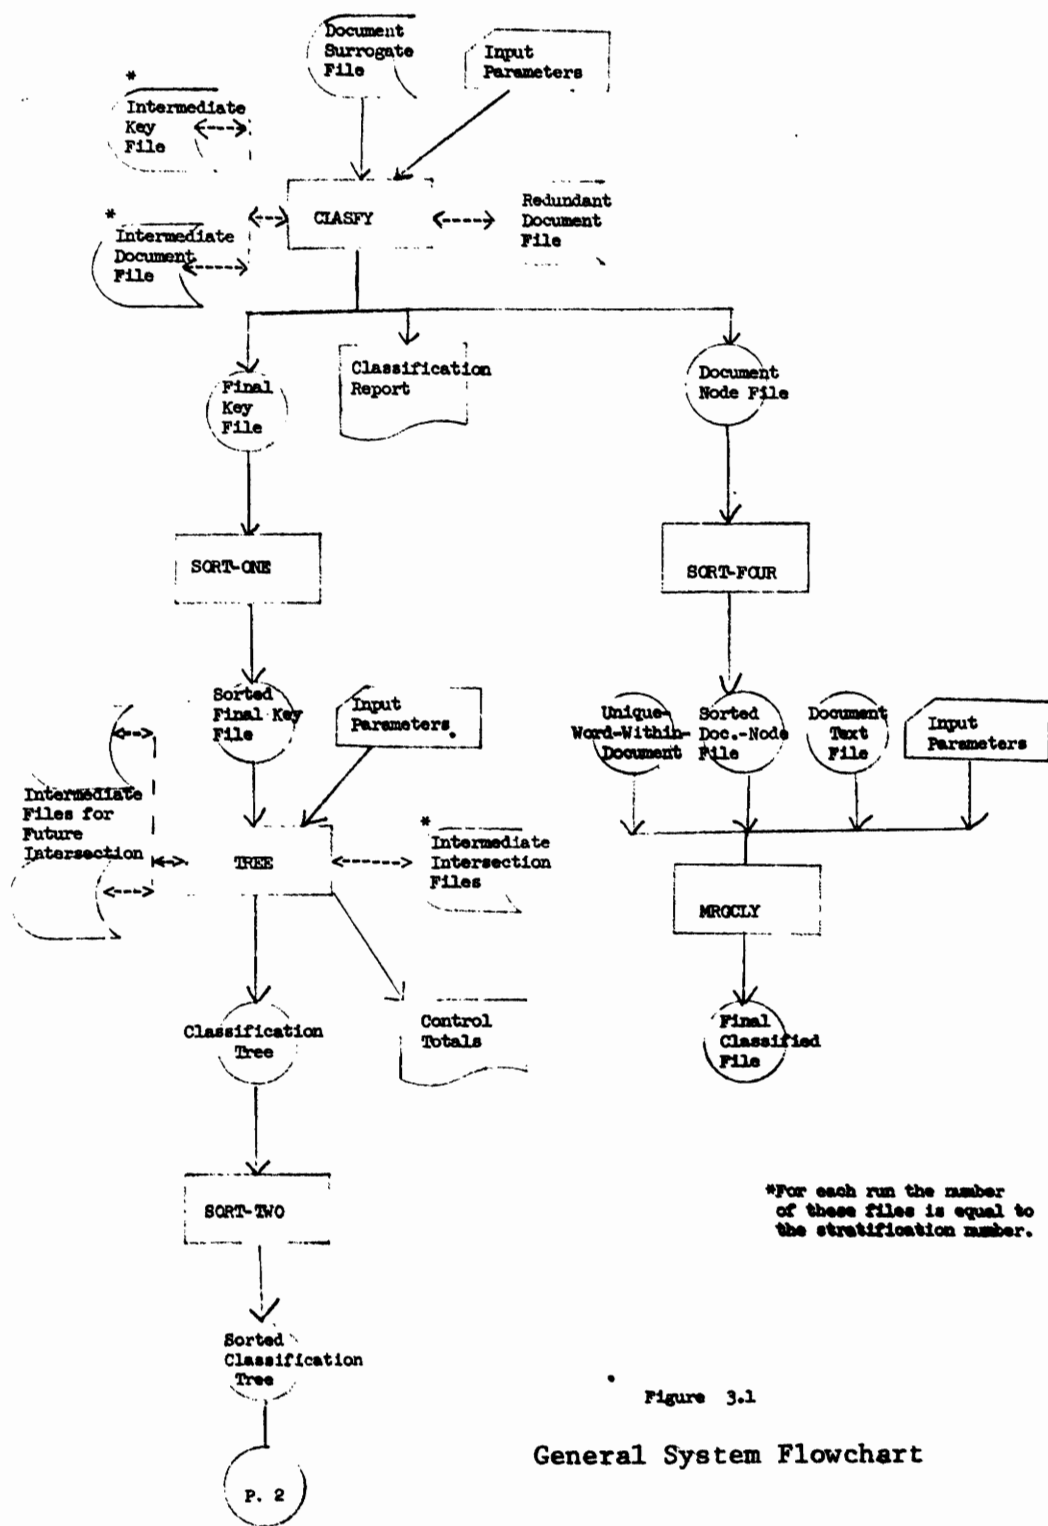 Document
Surrogate
File
Input
Parameters
*
Intermediate
Key
File
*
Intermediate
Document
File
CLASFY
Redundant
Document
File
Final
Key
File
Classification
Report
Document
Node File
SORT-ONE
SORT-FOUR
Sorted
Final Key
File
Input
Parameters
Unique-
Word-Within-
Document
Sorted
Doc.-Node
File
Document
Text
File
Input
Parameters
Intermediate
Files for
Future
Intersection
TREE
*
Intermediate
Intersection
Files
MRGCLY
Classification
Tree
Control
Totals
Final
Classified
File
SORT-TWO
*For each run the number
of these files is equal to
the stratification number.
Sorted
Classification
Tree
P. 2
Figure 3.1
General System Flowchart